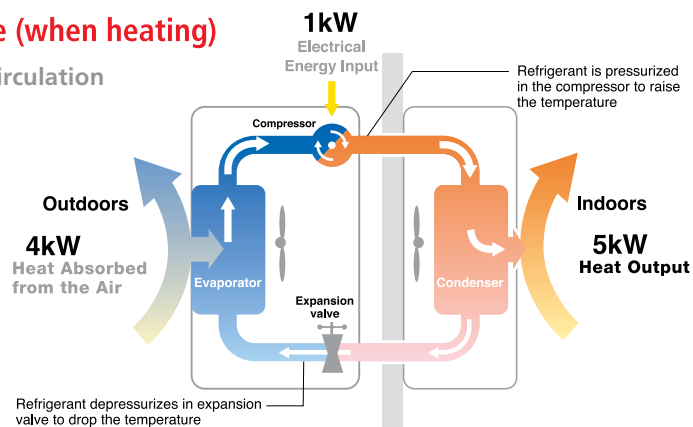 e (when heating)
irculation
1kW
Electrical
Energy Input
Refrigerant is pressurized
in the compressor to raise
the temperature
Compressor
Outdoors
4kW
Heat Absorbed
from the Air
Evaporator
Expansion
valve
Condenser
Indoors
5kW
Heat Output
Refrigerant depressurizes in expansion
valve to drop the temperature